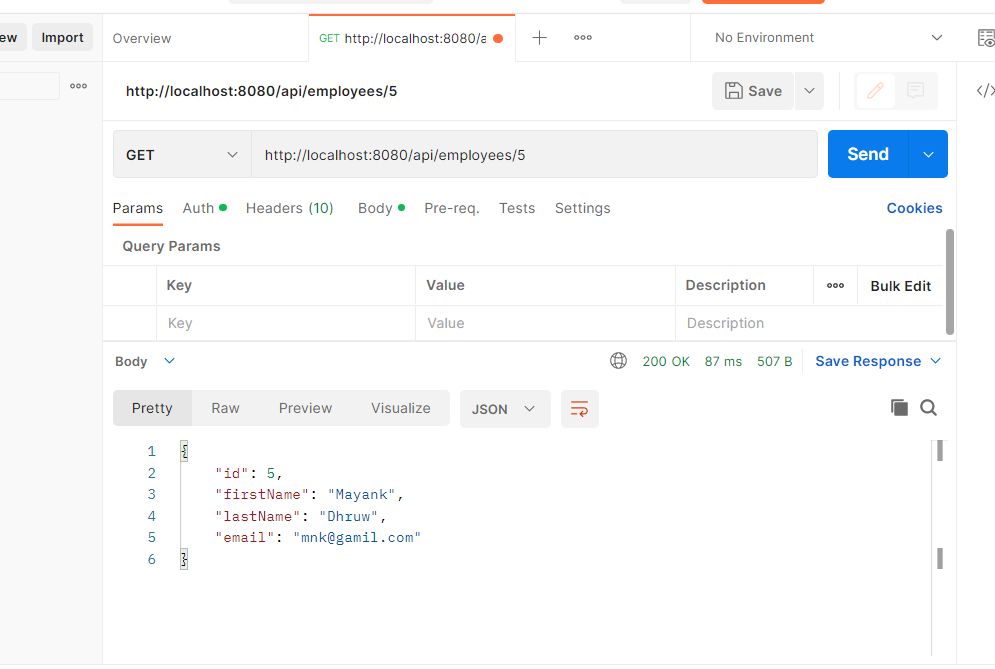 ew Import Overview GET http://localhost:8080/a No Environment
http://localhost:8080/api/employees/5 Save
GET http://localhost:8080/api/employees/5 Send
Params Auth Headers (10) Body Pre-req. Tests Settings Cookies
Query Params
Key Value Description Bulk Edit
Key Value Description
Body 200 OK 87 ms 507 B Save Response
Pretty Raw Preview Visualize JSON
1 {
2 "id": 5,
3 "firstName": "Mayank",
4 "lastName": "Dhruw",
5 "email": "mnk@gamil.com"
6 }